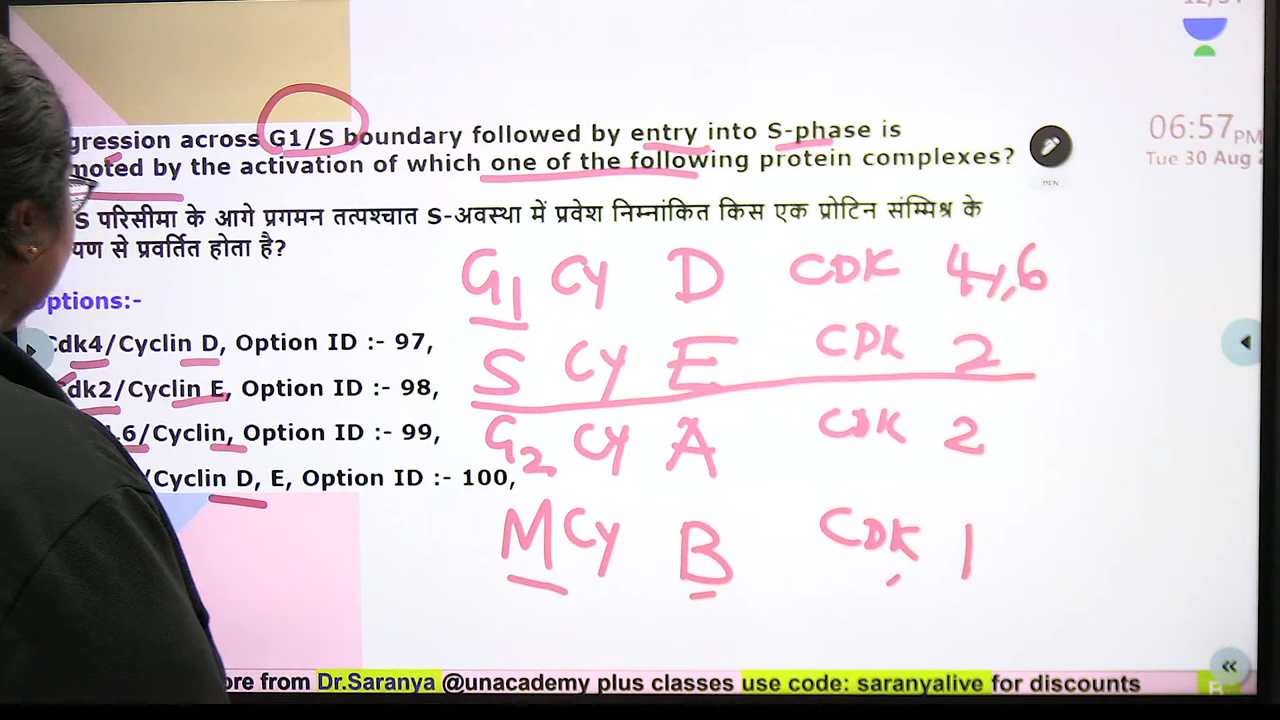 gression across G1/S boundary followed by entry into S-phase is
moted by the activation of which one of the following protein complexes?
S परिसीमा के आगे प्रगमन तत्पश्चात S-अवस्था में प्रवेश निम्नांकित किस एक प्रोटिन संम्मिश्र के
यण से प्रवर्तित होता है?
Options:-
Cdk4/Cyclin D, Option ID :- 97,
Cdk2/Cyclin E, Option ID :- 98,
6/Cyclin, Option ID :- 99,
/Cyclin D, E, Option ID :- 100,
G1 Cy D CDK 4,6
S Cy E CDK 2
G2 Cy A CDK 2
M Cy B CDK 1
06:57PM
Tue 30 Aug 2
PEN
ore from Dr.Saranya @unacademy plus classes use code: saranyalive for discounts